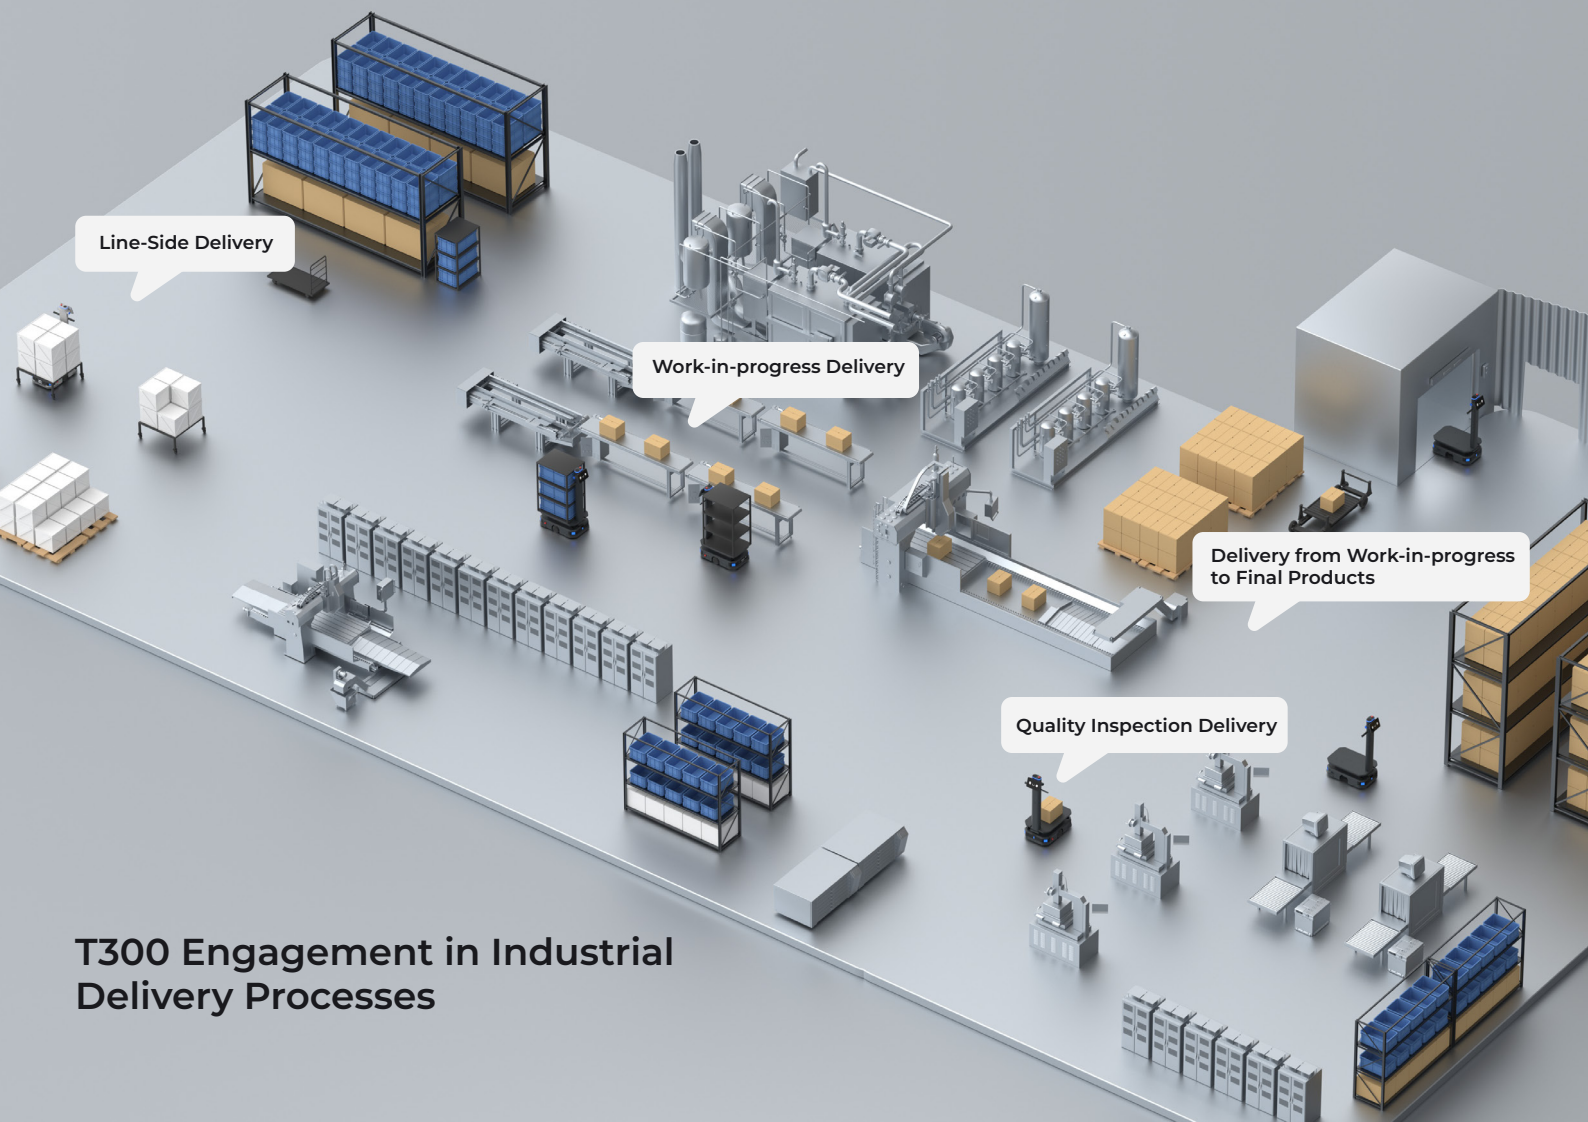 Line-Side Delivery
Work-in-progress Delivery
Delivery from Work-in-progress
to Final Products
Quality Inspection Delivery
T300 Engagement in Industrial
Delivery Processes